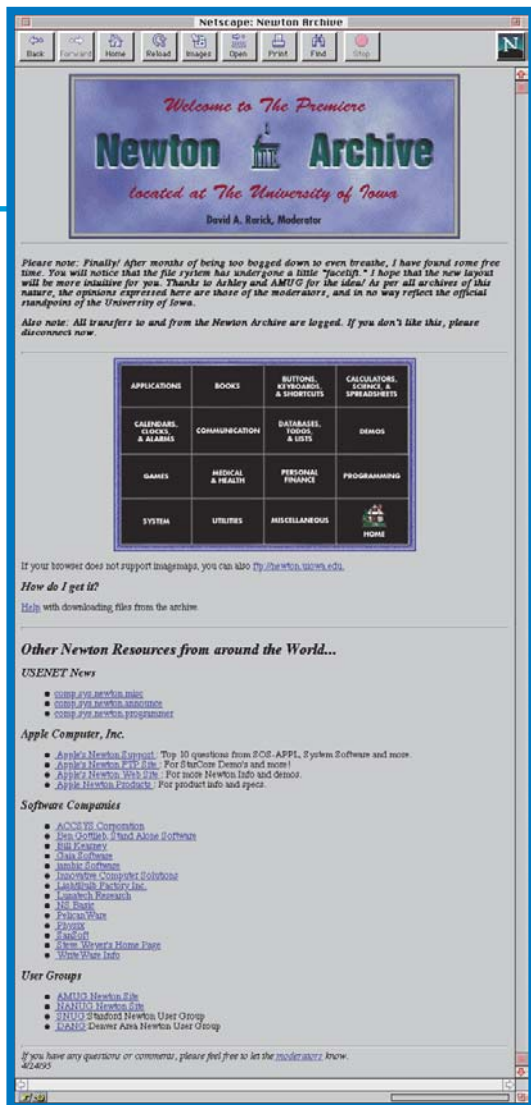 Netscape: Newton Archive
Back Forward Home Reload Images Open Print Find Stop N
Welcome to The Premiere
Newton Archive
located at The University of Iowa
David A. Rorick, Moderator
Please note: Finally! After months of being too bogged down to even breathe, I have found some free
time. You will notice that the file system has undergone a little "facelift." I hope that the new layout
will be more intuitive for you. Thanks to Ashley and AMUG for the idea! As per all archives of this
nature, the opinions expressed here are those of the moderators, and in no way reflect the official
standpoint of the University of Iowa.
Also note: All transfers to and from the Newton Archive are logged. If you don't like this, please
disconnect now.
APPLICATIONS
BOOKS
BUTTONS,
KEYBOARDS,
& SHORTCUTS
CALCULATORS,
SCIENCE, &
SPREADSHEETS
CALENDARS,
CLOCKS,
& ALARMS
COMMUNICATION
DATABASES,
TODOS,
& LISTS
DEMOS
GAMES
MEDICAL
& HEALTH
PERSONAL
FINANCE
PROGRAMMING
SYSTEM
UTILITIES
MISCELLANEOUS
HOME
If your browser does not support imagemaps, you can also ftp://newton.uiowa.edu.
How do I get it?
Help with downloading files from the archive.
Other Newton Resources from around the World...
USENET News
comp.sys.newton.misc
comp.sys.newton.announce
comp.sys.newton.programmer
Apple Computer, Inc.
Apple's Newton Support : Top 10 questions from SOS-APPL, System Software and more.
Apple's Newton FTP Site : For StarCore Demo's and more!
Apple's Newton Web Site : For more Newton Info and demos.
Apple Newton Products : For product info and specs.
Software Companies
ACCSYS Corporation
Ben Gottlieb, Stand Alone Software
Bill Kearney
Gaia Software
iambic Software
Innovative Computer Solutions
LightBulb Factory Inc.
Lunatech Research
NS Basic
PelicanWare
Physix
SanSoft
Steve Weyer's Home Page
WriteWare Info
User Groups
AMUG Newton Site
NANUG Newton Site
SNUG Stanford Newton User Group
DANG Denver Area Newton User Group
If you have any questions or comments, please feel free to let the moderators know.
4/24/95